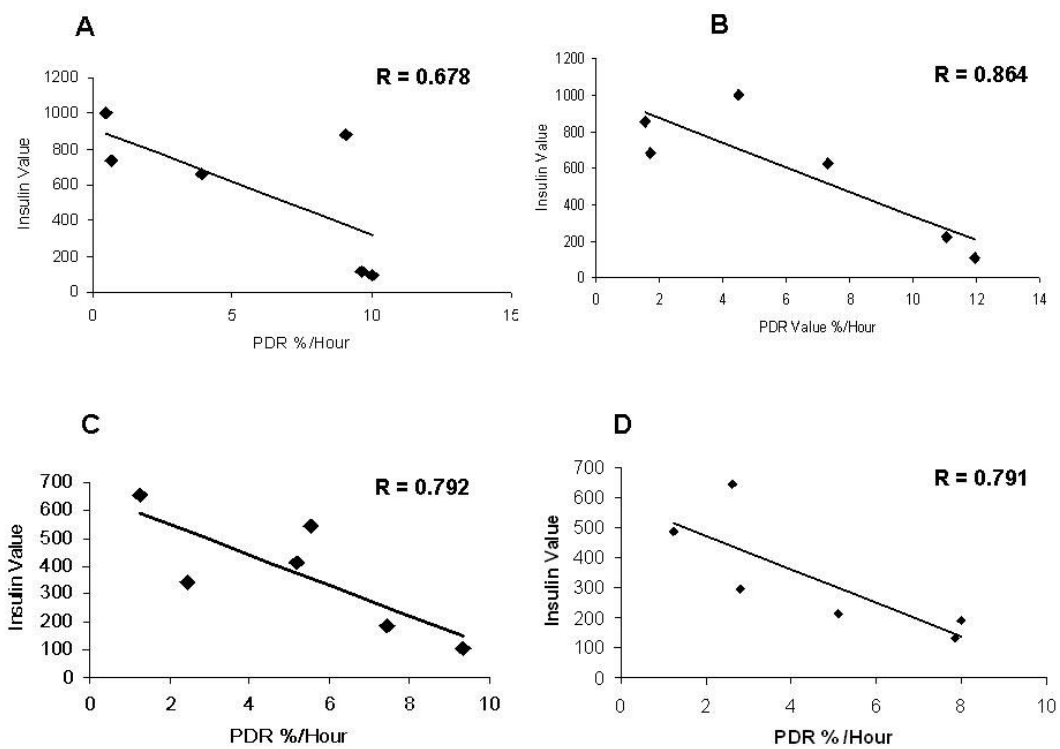 A
R = 0.678
1200
1000
800
600
400
200
0
Insulin Value
0 5 10 15
PDR %/Hour
B
R = 0.864
1200
1000
800
600
400
200
0
Insulin Value
0 2 4 6 8 10 12 14
PDR Value %/Hour
C
R = 0.792
700
600
500
400
300
200
100
0
Insulin Value
0 2 4 6 8 10
PDR %/Hour
D
R = 0.791
700
600
500
400
300
200
100
0
Insulin Value
0 2 4 6 8 10
PDR %/Hour